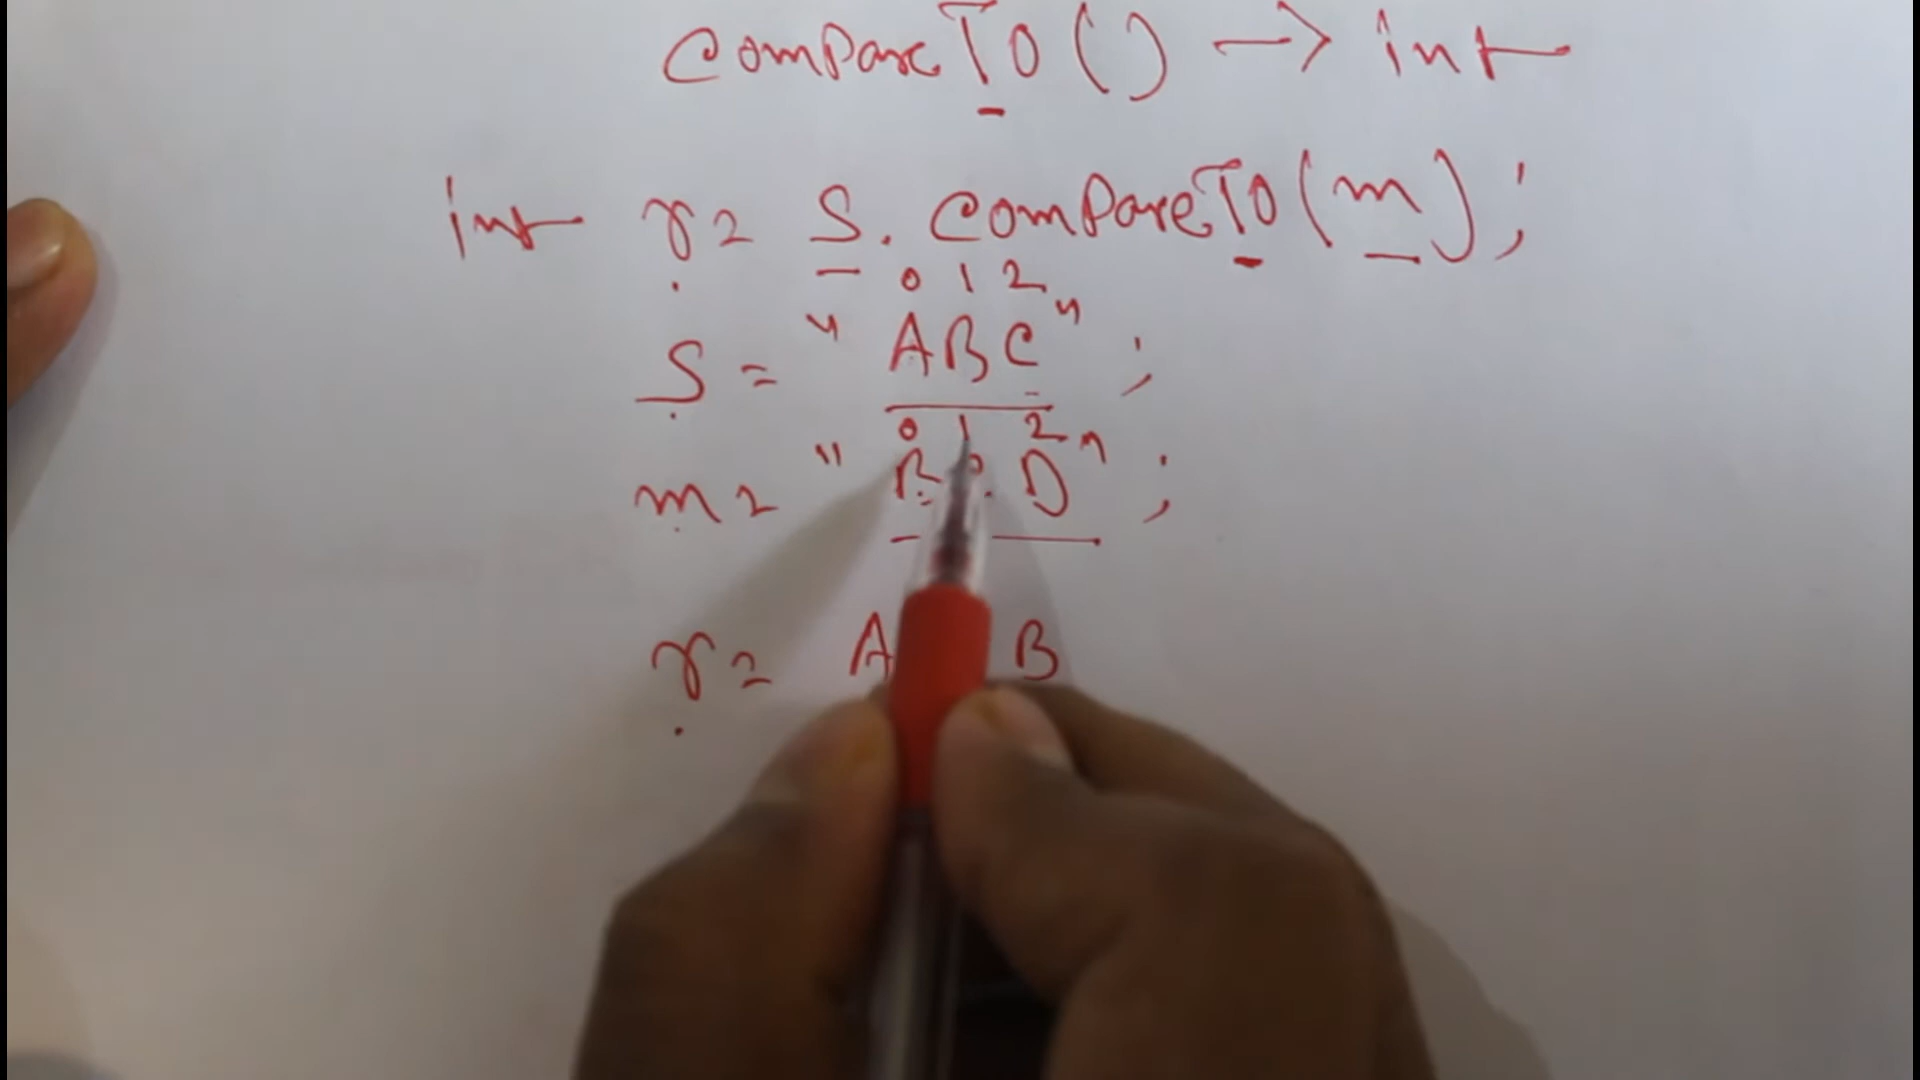 compareTo() → int
int r = S.compareTo(m);
0 1 2
S = "ABC";
0 1 2
m = "B D";
r = A B